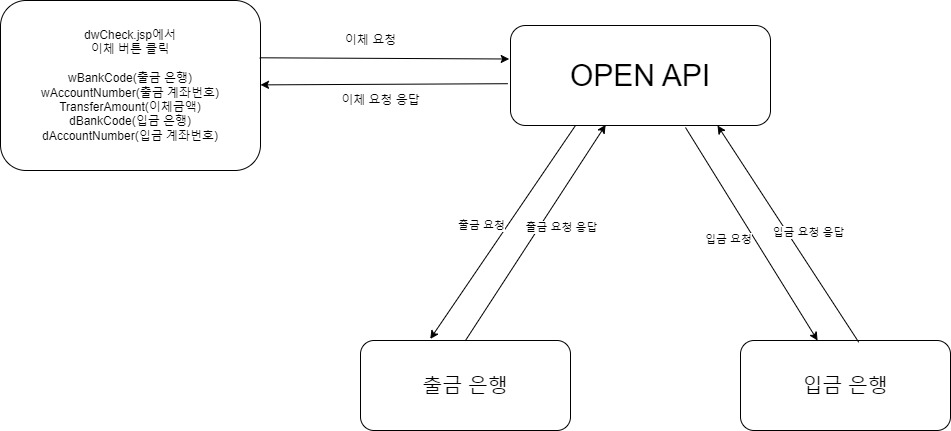 dwCheck.jsp에서
이체 버튼 클릭
wBankCode(출금 은행)
wAccountNumber(출금 계좌번호)
TransferAmount(이체금액)
dBankCode(입금 은행)
dAccountNumber(입금 계좌번호)
이체 요청
이체 요청 응답
OPEN API
출금 요청
출금 요청 응답
입금 요청
입금 요청 응답
출금 은행
입금 은행